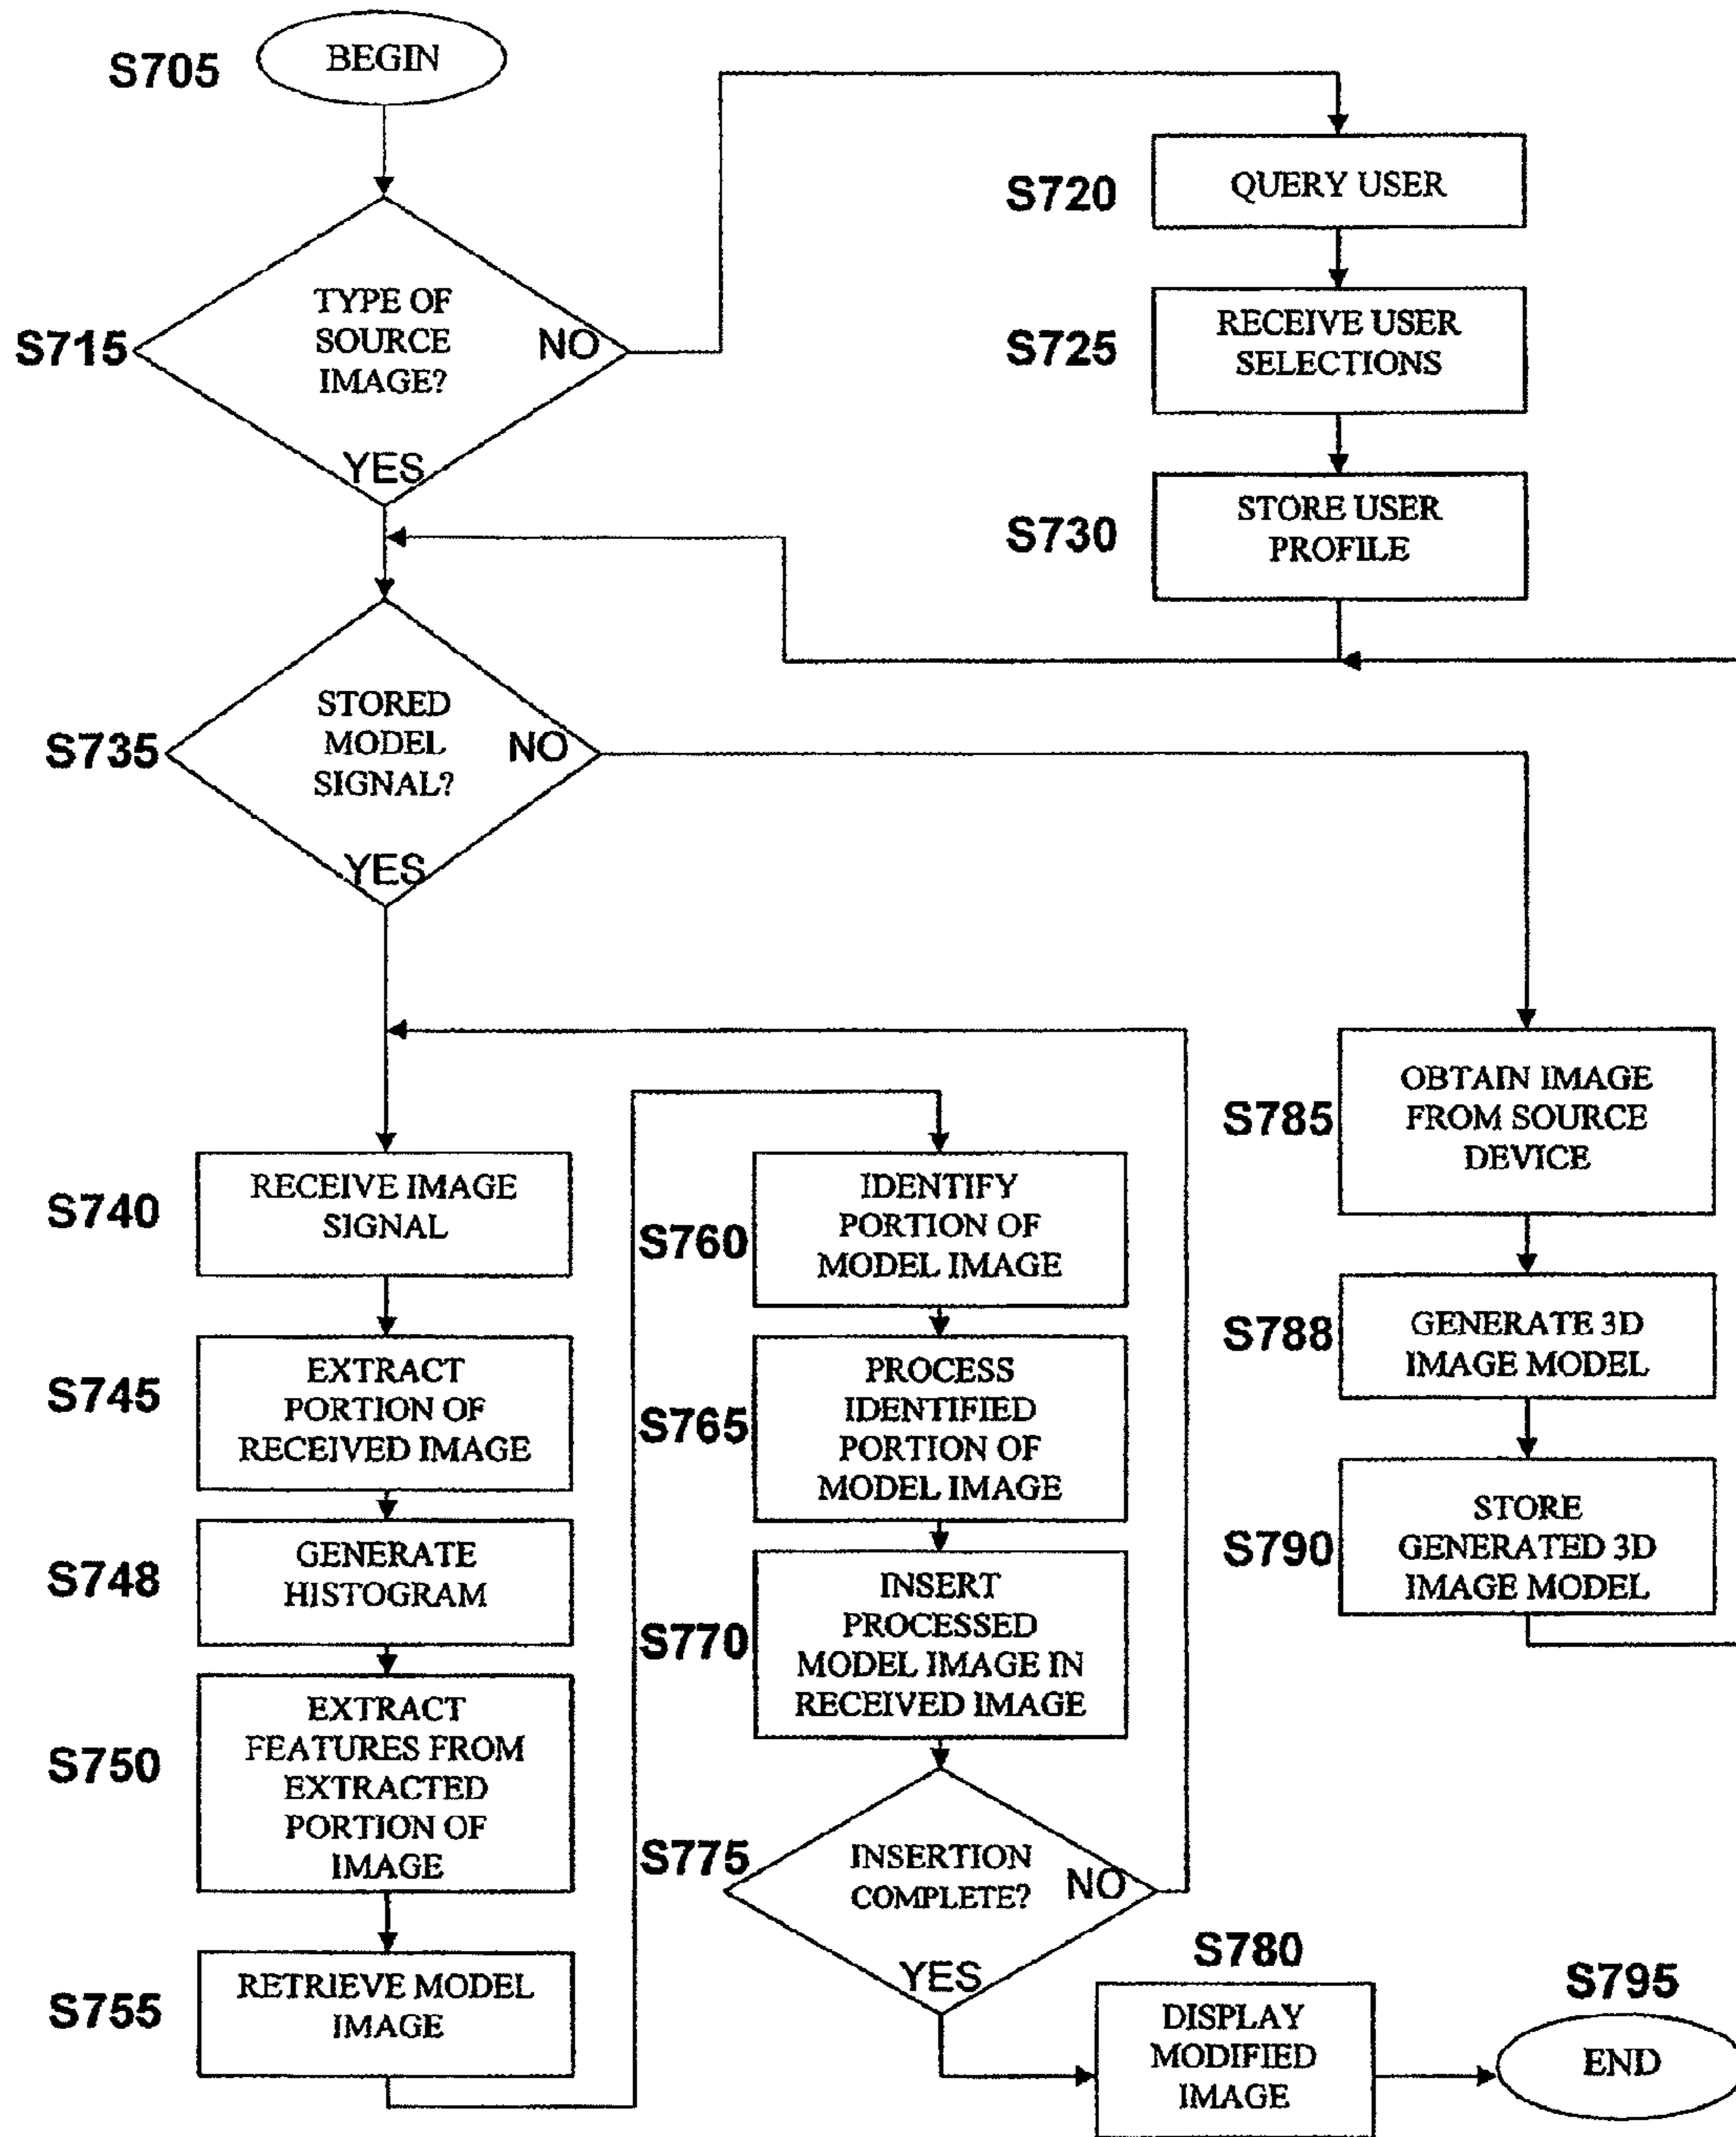 S705
BEGIN
S715
TYPE OF
SOURCE
IMAGE?
NO
YES
S720
QUERY USER
S725
RECEIVE USER
SELECTIONS
S730
STORE USER
PROFILE
S735
STORED
MODEL
SIGNAL?
NO
YES
S740
RECEIVE IMAGE
SIGNAL
S745
EXTRACT
PORTION OF
RECEIVED IMAGE
S748
GENERATE
HISTOGRAM
S750
EXTRACT
FEATURES FROM
EXTRACTED
PORTION OF
IMAGE
S755
RETRIEVE MODEL
IMAGE
S760
IDENTIFY
PORTION OF
MODEL IMAGE
S765
PROCESS
IDENTIFIED
PORTION OF
MODEL IMAGE
S770
INSERT
PROCESSED
MODEL IMAGE IN
RECEIVED IMAGE
S775
INSERTION
COMPLETE?
NO
YES
S780
DISPLAY
MODIFIED
IMAGE
S785
OBTAIN IMAGE
FROM SOURCE
DEVICE
S788
GENERATE 3D
IMAGE MODEL
S790
STORE
GENERATED 3D
IMAGE MODEL
S795
END